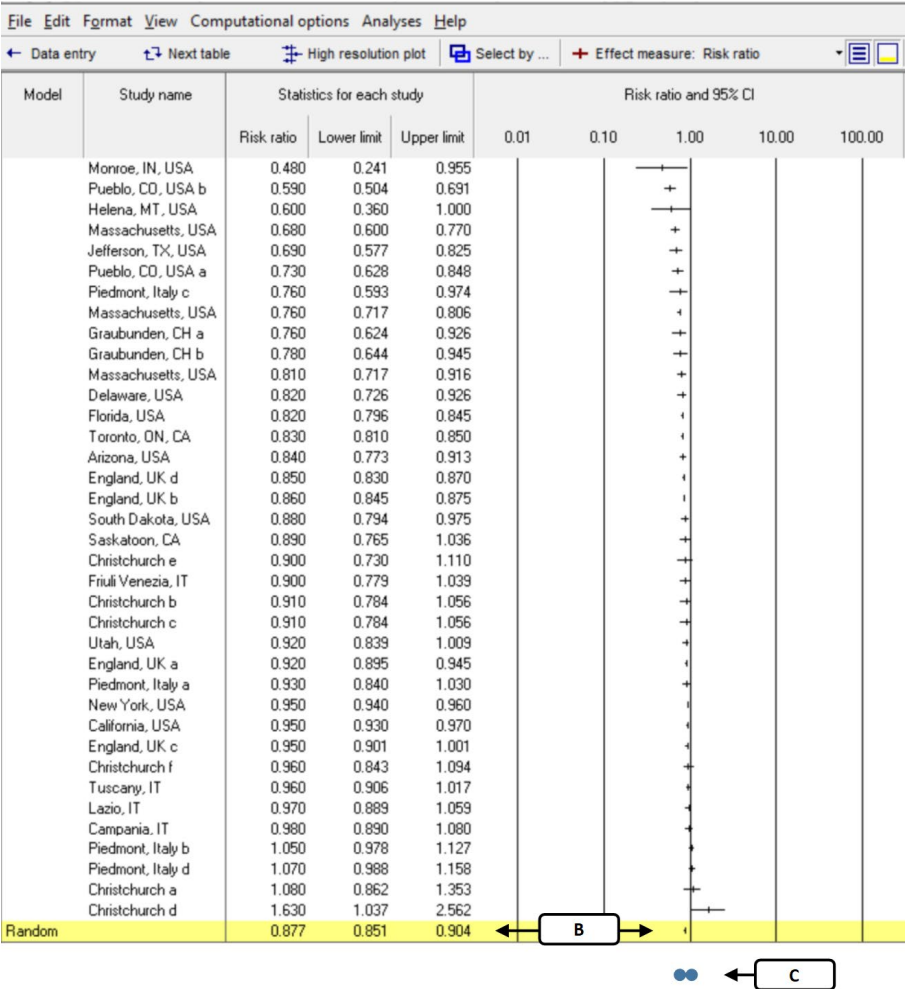 File Edit Format View Computational options Analyses Help
Data entry Next table High resolution plot Select by ... Effect measure: Risk ratio
Model Study name Statistics for each study Risk ratio and 95% CI
Risk ratio Lower limit Upper limit 0.01 0.10 1.00 10.00 100.00
Monroe, IN, USA 0.480 0.241 0.955
Pueblo, CO, USA b 0.590 0.504 0.691
Helena, MT, USA 0.600 0.360 1.000
Massachusetts, USA 0.680 0.600 0.770
Jefferson, TX, USA 0.690 0.577 0.825
Pueblo, CO, USA a 0.730 0.628 0.848
Piedmont, Italy c 0.760 0.593 0.974
Massachusetts, USA 0.760 0.717 0.806
Graubunden, CH a 0.760 0.624 0.926
Graubunden, CH b 0.780 0.644 0.945
Massachusetts, USA 0.810 0.717 0.916
Delaware, USA 0.820 0.726 0.926
Florida, USA 0.820 0.796 0.845
Toronto, ON, CA 0.830 0.810 0.850
Arizona, USA 0.840 0.773 0.913
England, UK d 0.850 0.830 0.870
England, UK b 0.860 0.845 0.875
South Dakota, USA 0.880 0.794 0.975
Saskatoon, CA 0.890 0.765 1.036
Christchurch e 0.900 0.730 1.110
Friuli Venezia, IT 0.900 0.779 1.039
Christchurch b 0.910 0.784 1.056
Christchurch c 0.910 0.784 1.056
Utah, USA 0.920 0.839 1.009
England, UK a 0.920 0.895 0.945
Piedmont, Italy a 0.930 0.840 1.030
New York, USA 0.950 0.940 0.960
California, USA 0.950 0.930 0.970
England, UK c 0.950 0.901 1.001
Christchurch f 0.960 0.843 1.094
Tuscany, IT 0.960 0.906 1.017
Lazio, IT 0.970 0.889 1.059
Campania, IT 0.980 0.890 1.080
Piedmont, Italy b 1.050 0.978 1.127
Piedmont, Italy d 1.070 0.988 1.158
Christchurch a 1.080 0.862 1.353
Christchurch d 1.630 1.037 2.562
Random 0.877 0.851 0.904 B
C